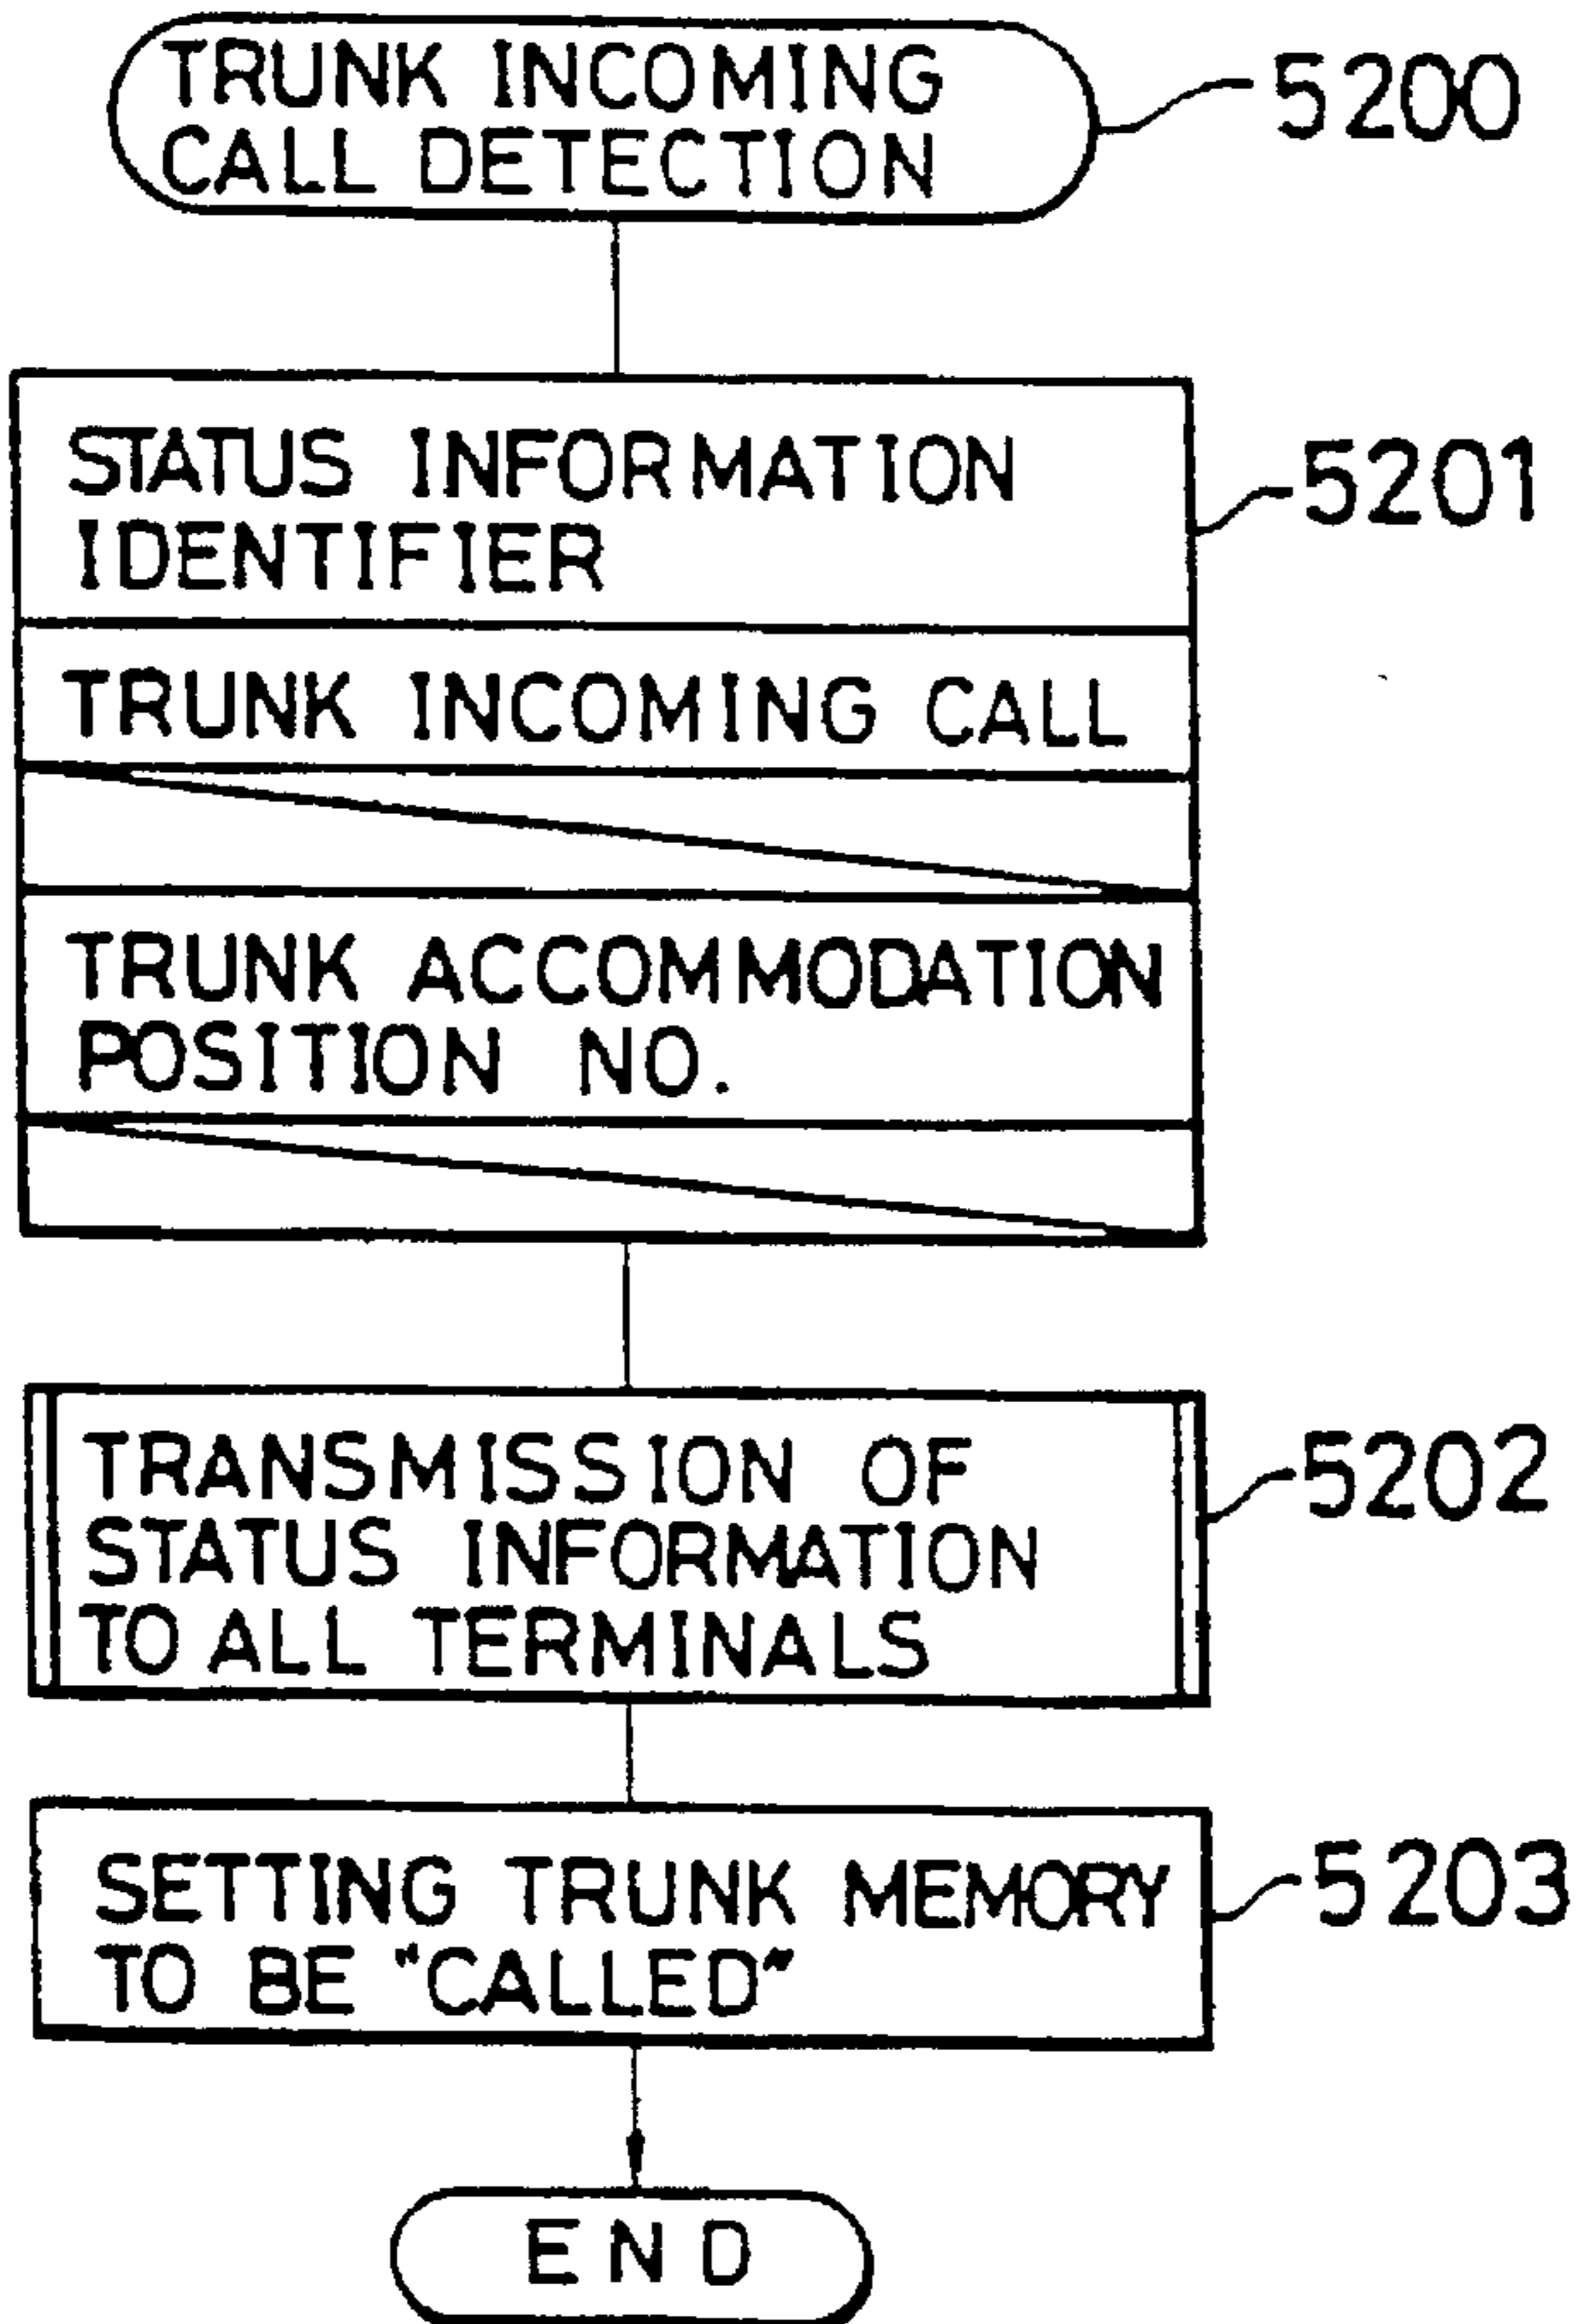 TRUNK INCOMING
CALL DETECTION
5200
STATUS INFORMATION
IDENTIFIER
5201
TRUNK INCOMING CALL
TRUNK ACCOMMODATION
POSITION NO.
TRANSMISSION OF
STATUS INFORMATION
TO ALL TERMINALS
5202
SETTING TRUNK MEMORY
TO BE "CALLED"
5203
END